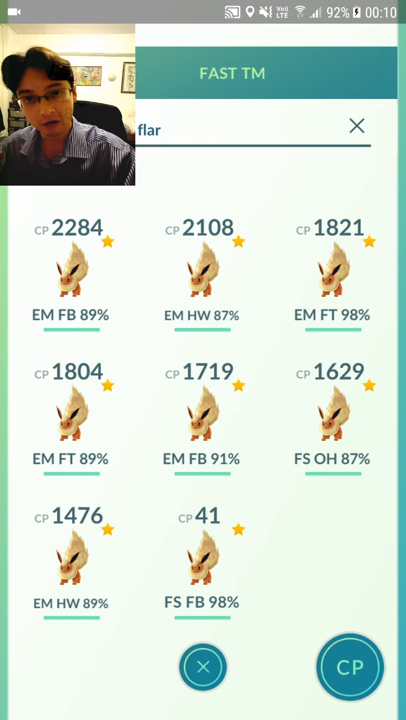 VoLTE 92% 00:10
FAST TM
flar
CP 2284 CP 2108 CP 1821
EM FB 89% EM HW 87% EM FT 98%
CP 1804 CP 1719 CP 1629
EM FT 89% EM FB 91% FS OH 87%
CP 1476 CP 41
EM HW 89% FS FB 98%
CP